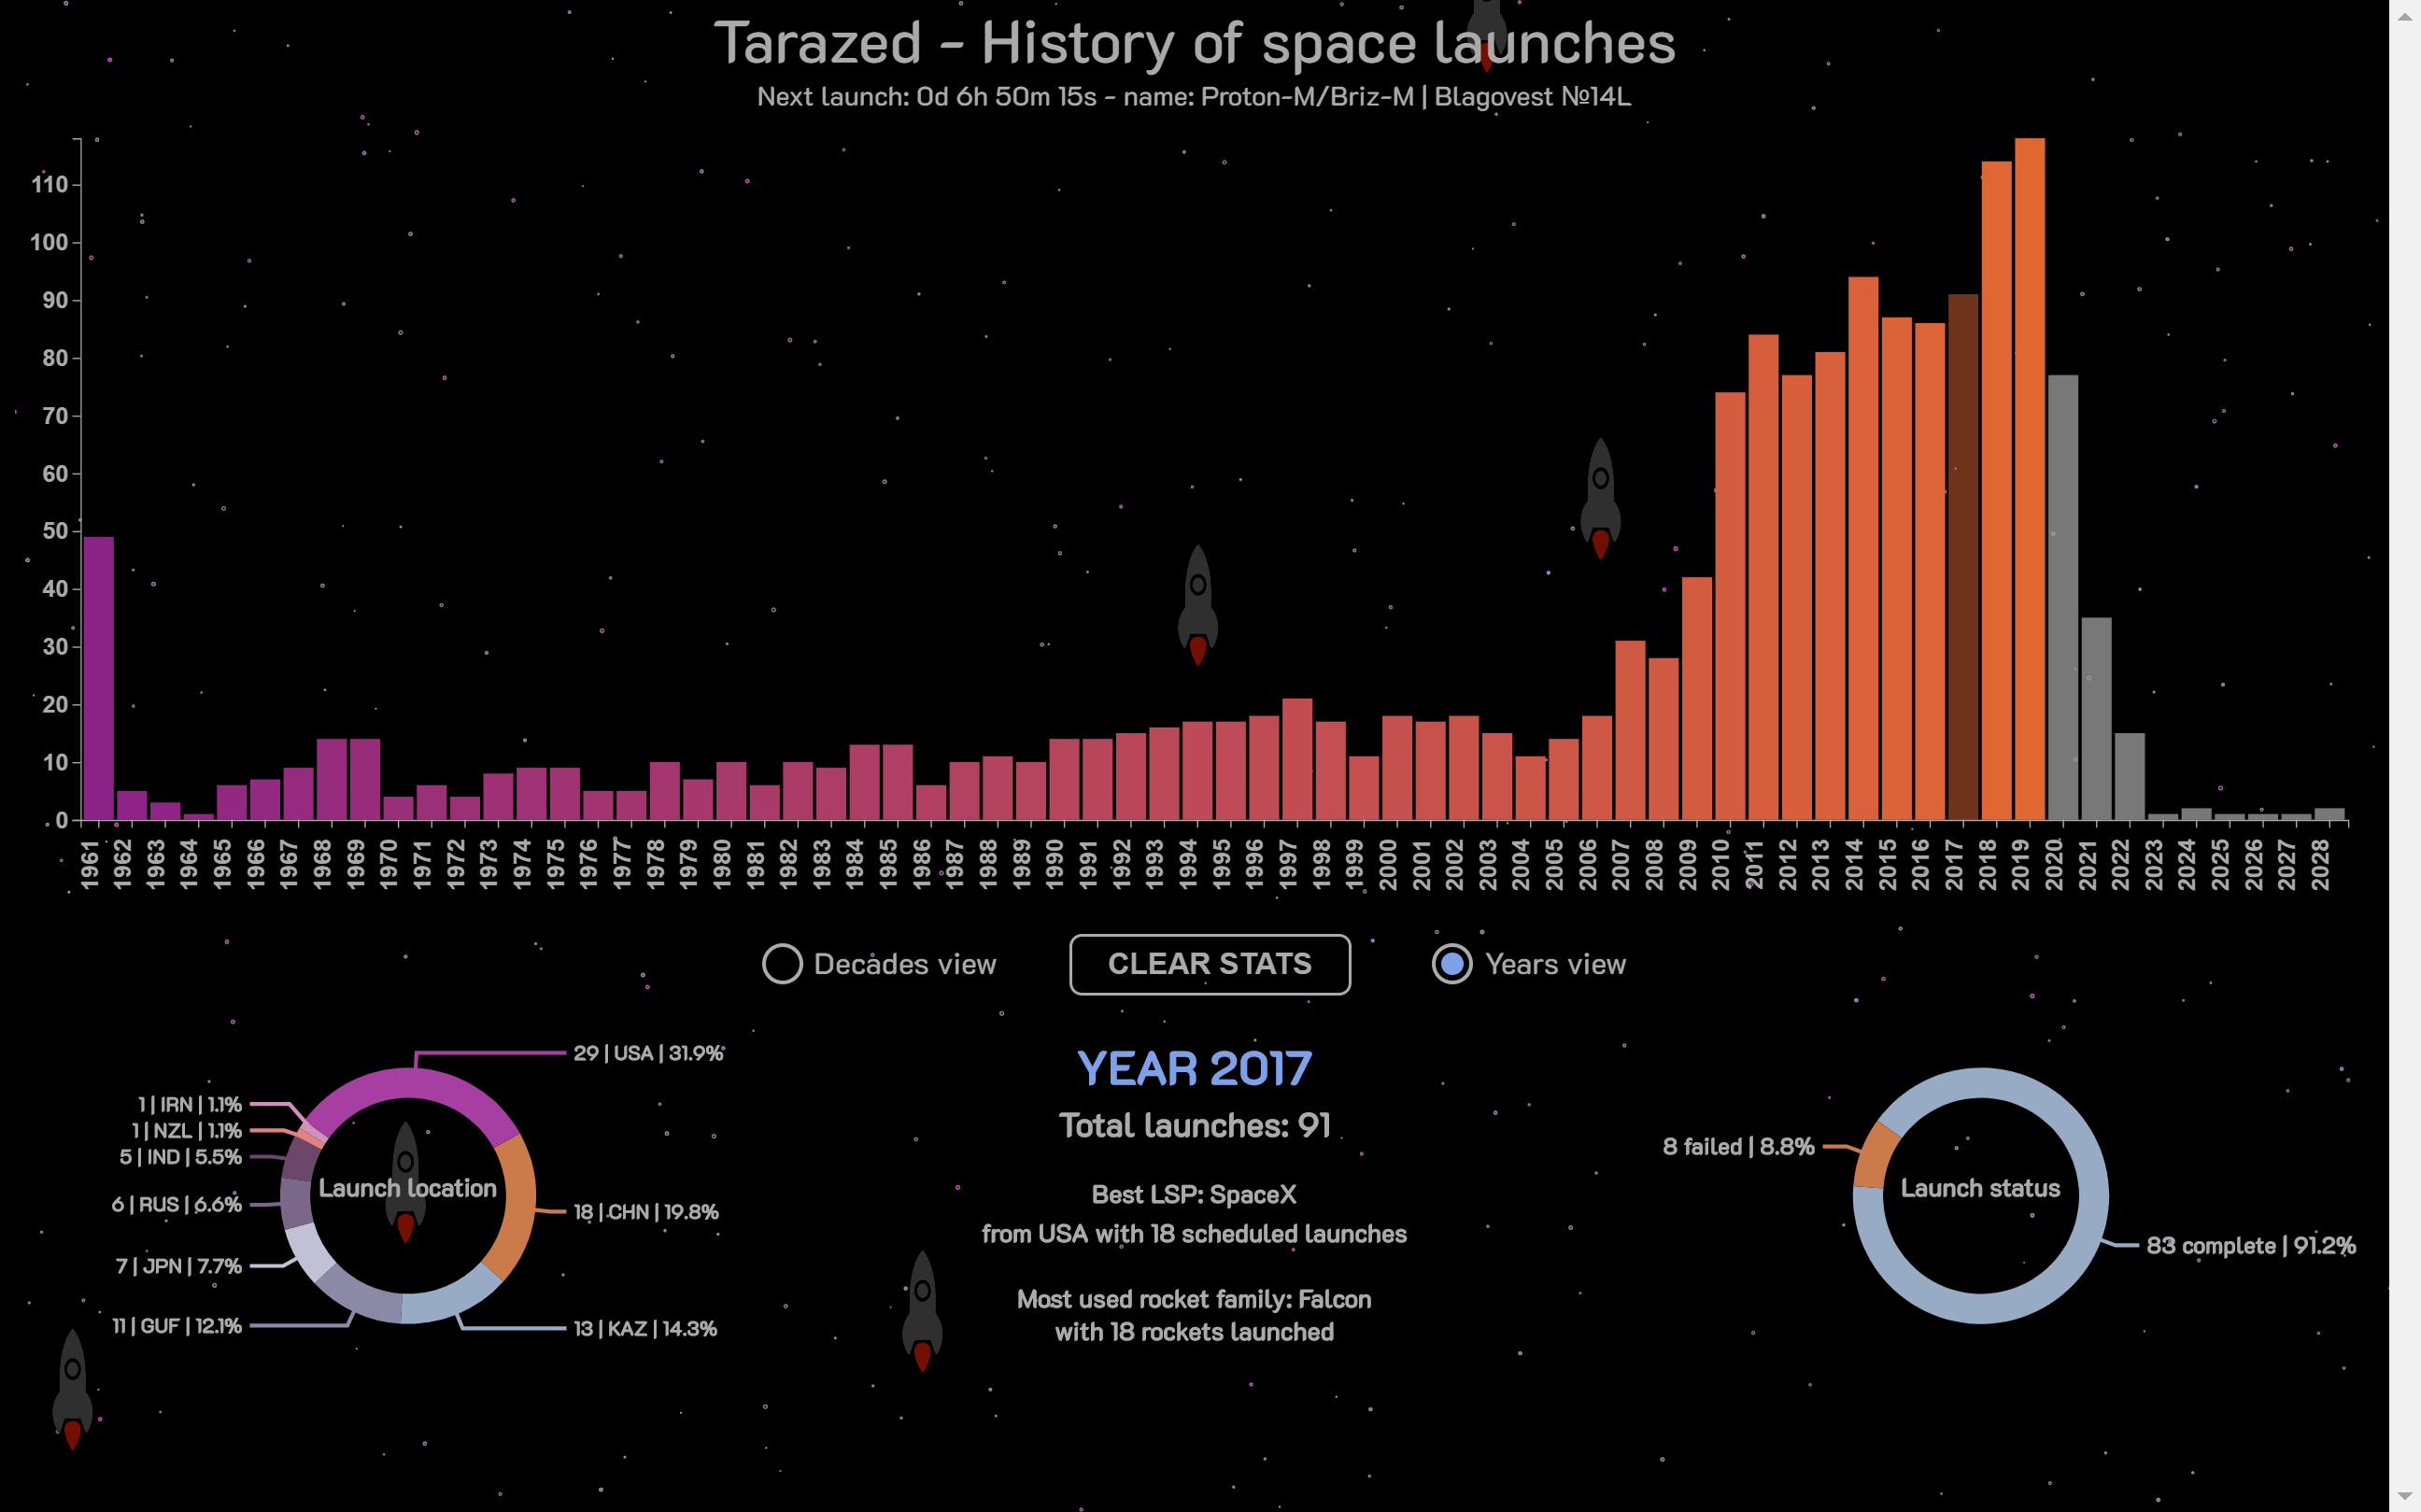 Tarazed - History of space launches
Next launch: 0d 6h 50m 15s - name: Proton-M/Briz-M | Blagovest №14L
110
100
90
80
70
60
50
40
30
20
10
0
1961 1962 1963 1964 1965 1966 1967 1968 1969 1970 1971 1972 1973 1974 1975 1976 1977 1978 1979 1980 1981 1982 1983 1984 1985 1986 1987 1988 1989 1990 1991 1992 1993 1994 1995 1996 1997 1998 1999 2000 2001 2002 2003 2004 2005 2006 2007 2008 2009 2010 2011 2012 2013 2014 2015 2016 2017 2018 2019 2020 2021 2022 2023 2024 2025 2026 2027 2028
Decades view
CLEAR STATS
Years view
29 | USA | 31.9%
1 | IRN | 1.1%
1 | NZL | 1.1%
5 | IND | 5.5%
6 | RUS | 6.6%
7 | JPN | 7.7%
11 | GUF | 12.1%
Launch location
18 | CHN | 19.8%
13 | KAZ | 14.3%
YEAR 2017
Total launches: 91
Best LSP: SpaceX
from USA with 18 scheduled launches
Most used rocket family: Falcon
with 18 rockets launched
8 failed | 8.8%
Launch status
83 complete | 91.2%